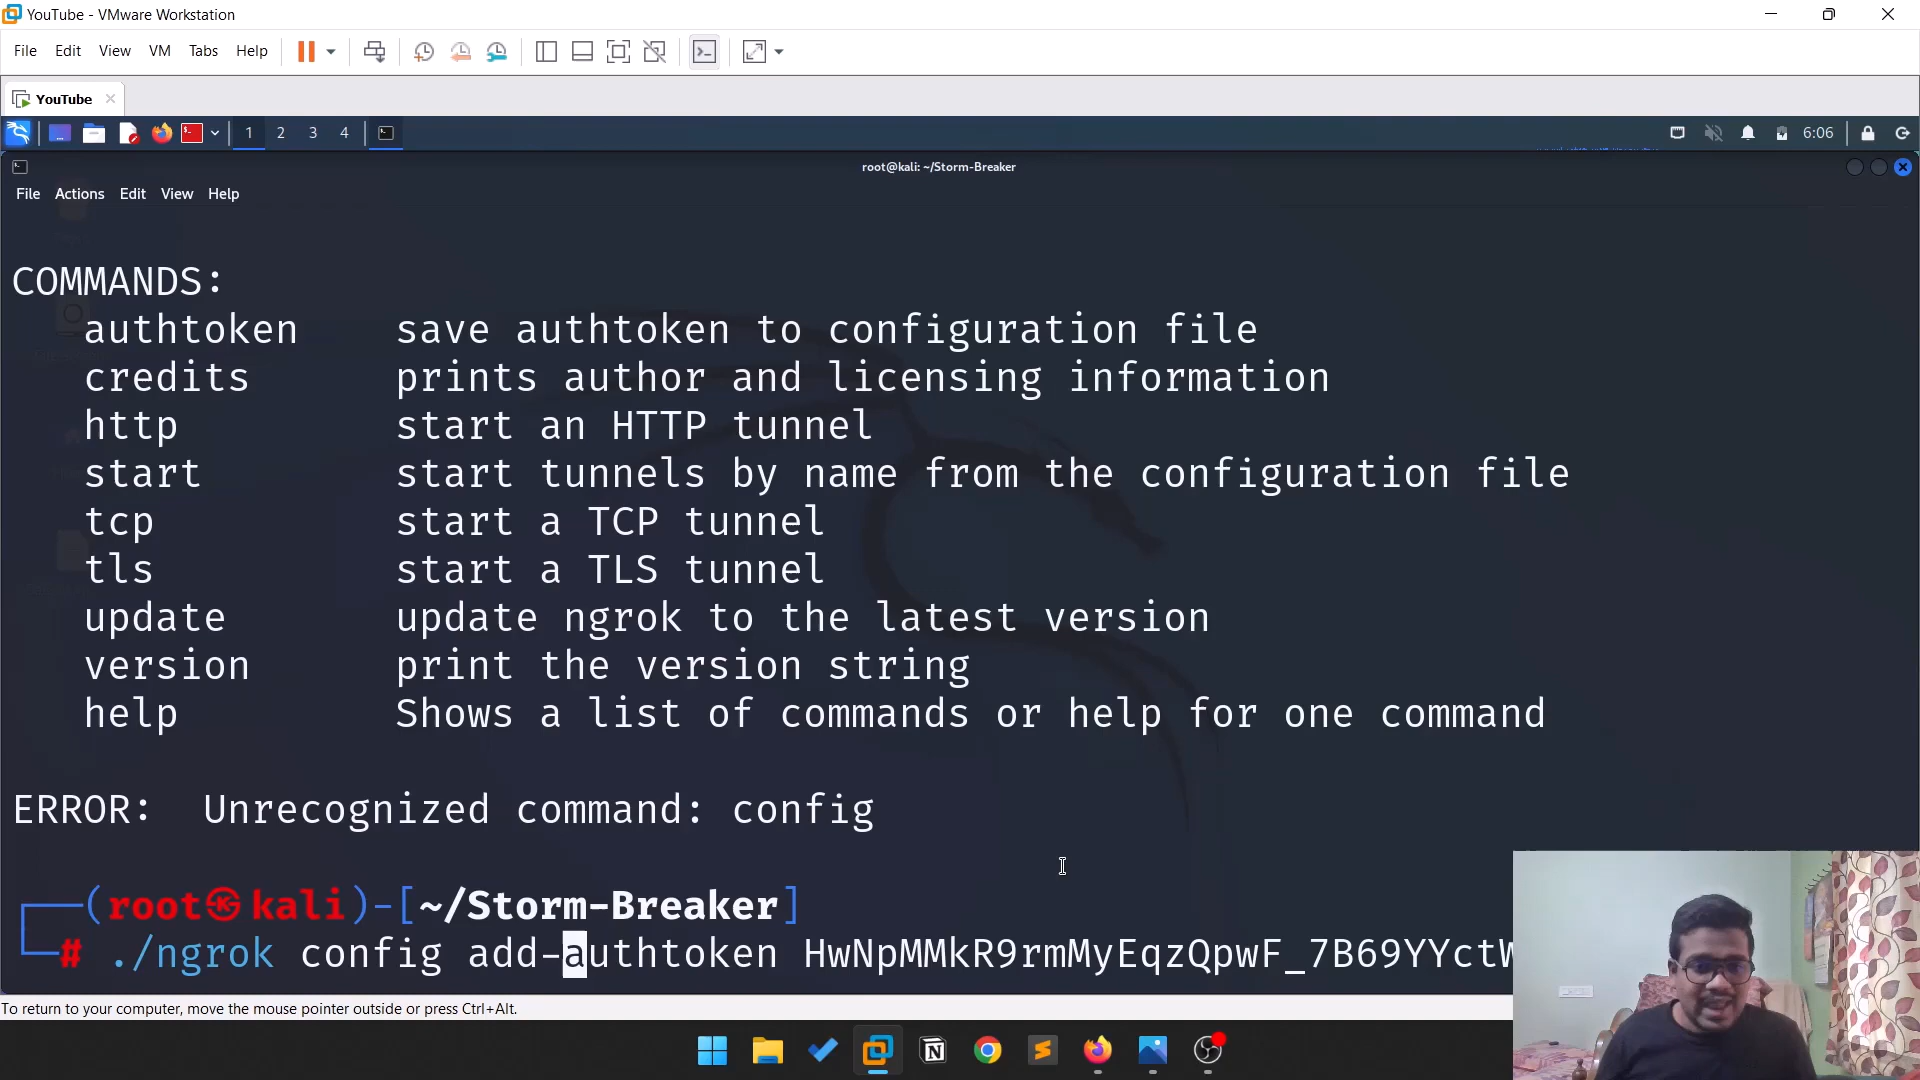 YouTube - VMware Workstation
File Edit View VM Tabs Help
YouTube
1 2 3 4 6:06
root@kali: ~/Storm-Breaker
File Actions Edit View Help
COMMANDS:
authtoken save authtoken to configuration file
credits prints author and licensing information
http start an HTTP tunnel
start start tunnels by name from the configuration file
tcp start a TCP tunnel
tls start a TLS tunnel
update update ngrok to the latest version
version print the version string
help Shows a list of commands or help for one command
ERROR: Unrecognized command: config
(root㉿kali)-[~/Storm-Breaker]
# ./ngrok config add-authtoken HwNpMMkR9rmMyEqzQpwF_7B69YYctW
To return to your computer, move the mouse pointer outside or press Ctrl+Alt.